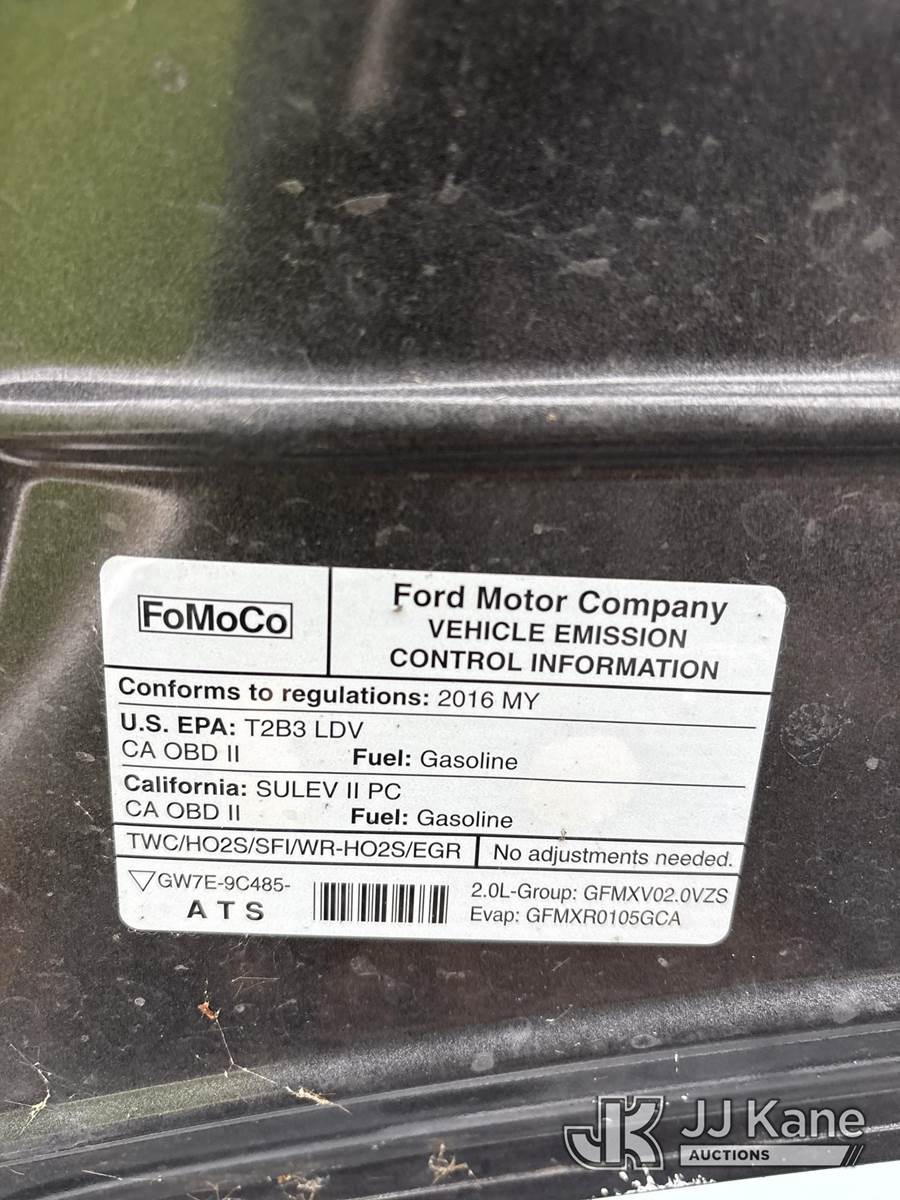 FoMoCo
Ford Motor Company
VEHICLE EMISSION
CONTROL INFORMATION
Conforms to regulations: 2016 MY
U.S. EPA: T2B3 LDV
CA OBD II Fuel: Gasoline
California: SULEV II PC
CA OBD II Fuel: Gasoline
TWC/HO2S/SFI/WR-HO2S/EGR No adjustments needed.
GW7E-9C485-
A T S
2.0L-Group: GFMXV02.0VZS
Evap: GFMXR0105GCA
JK JJ Kane
AUCTIONS